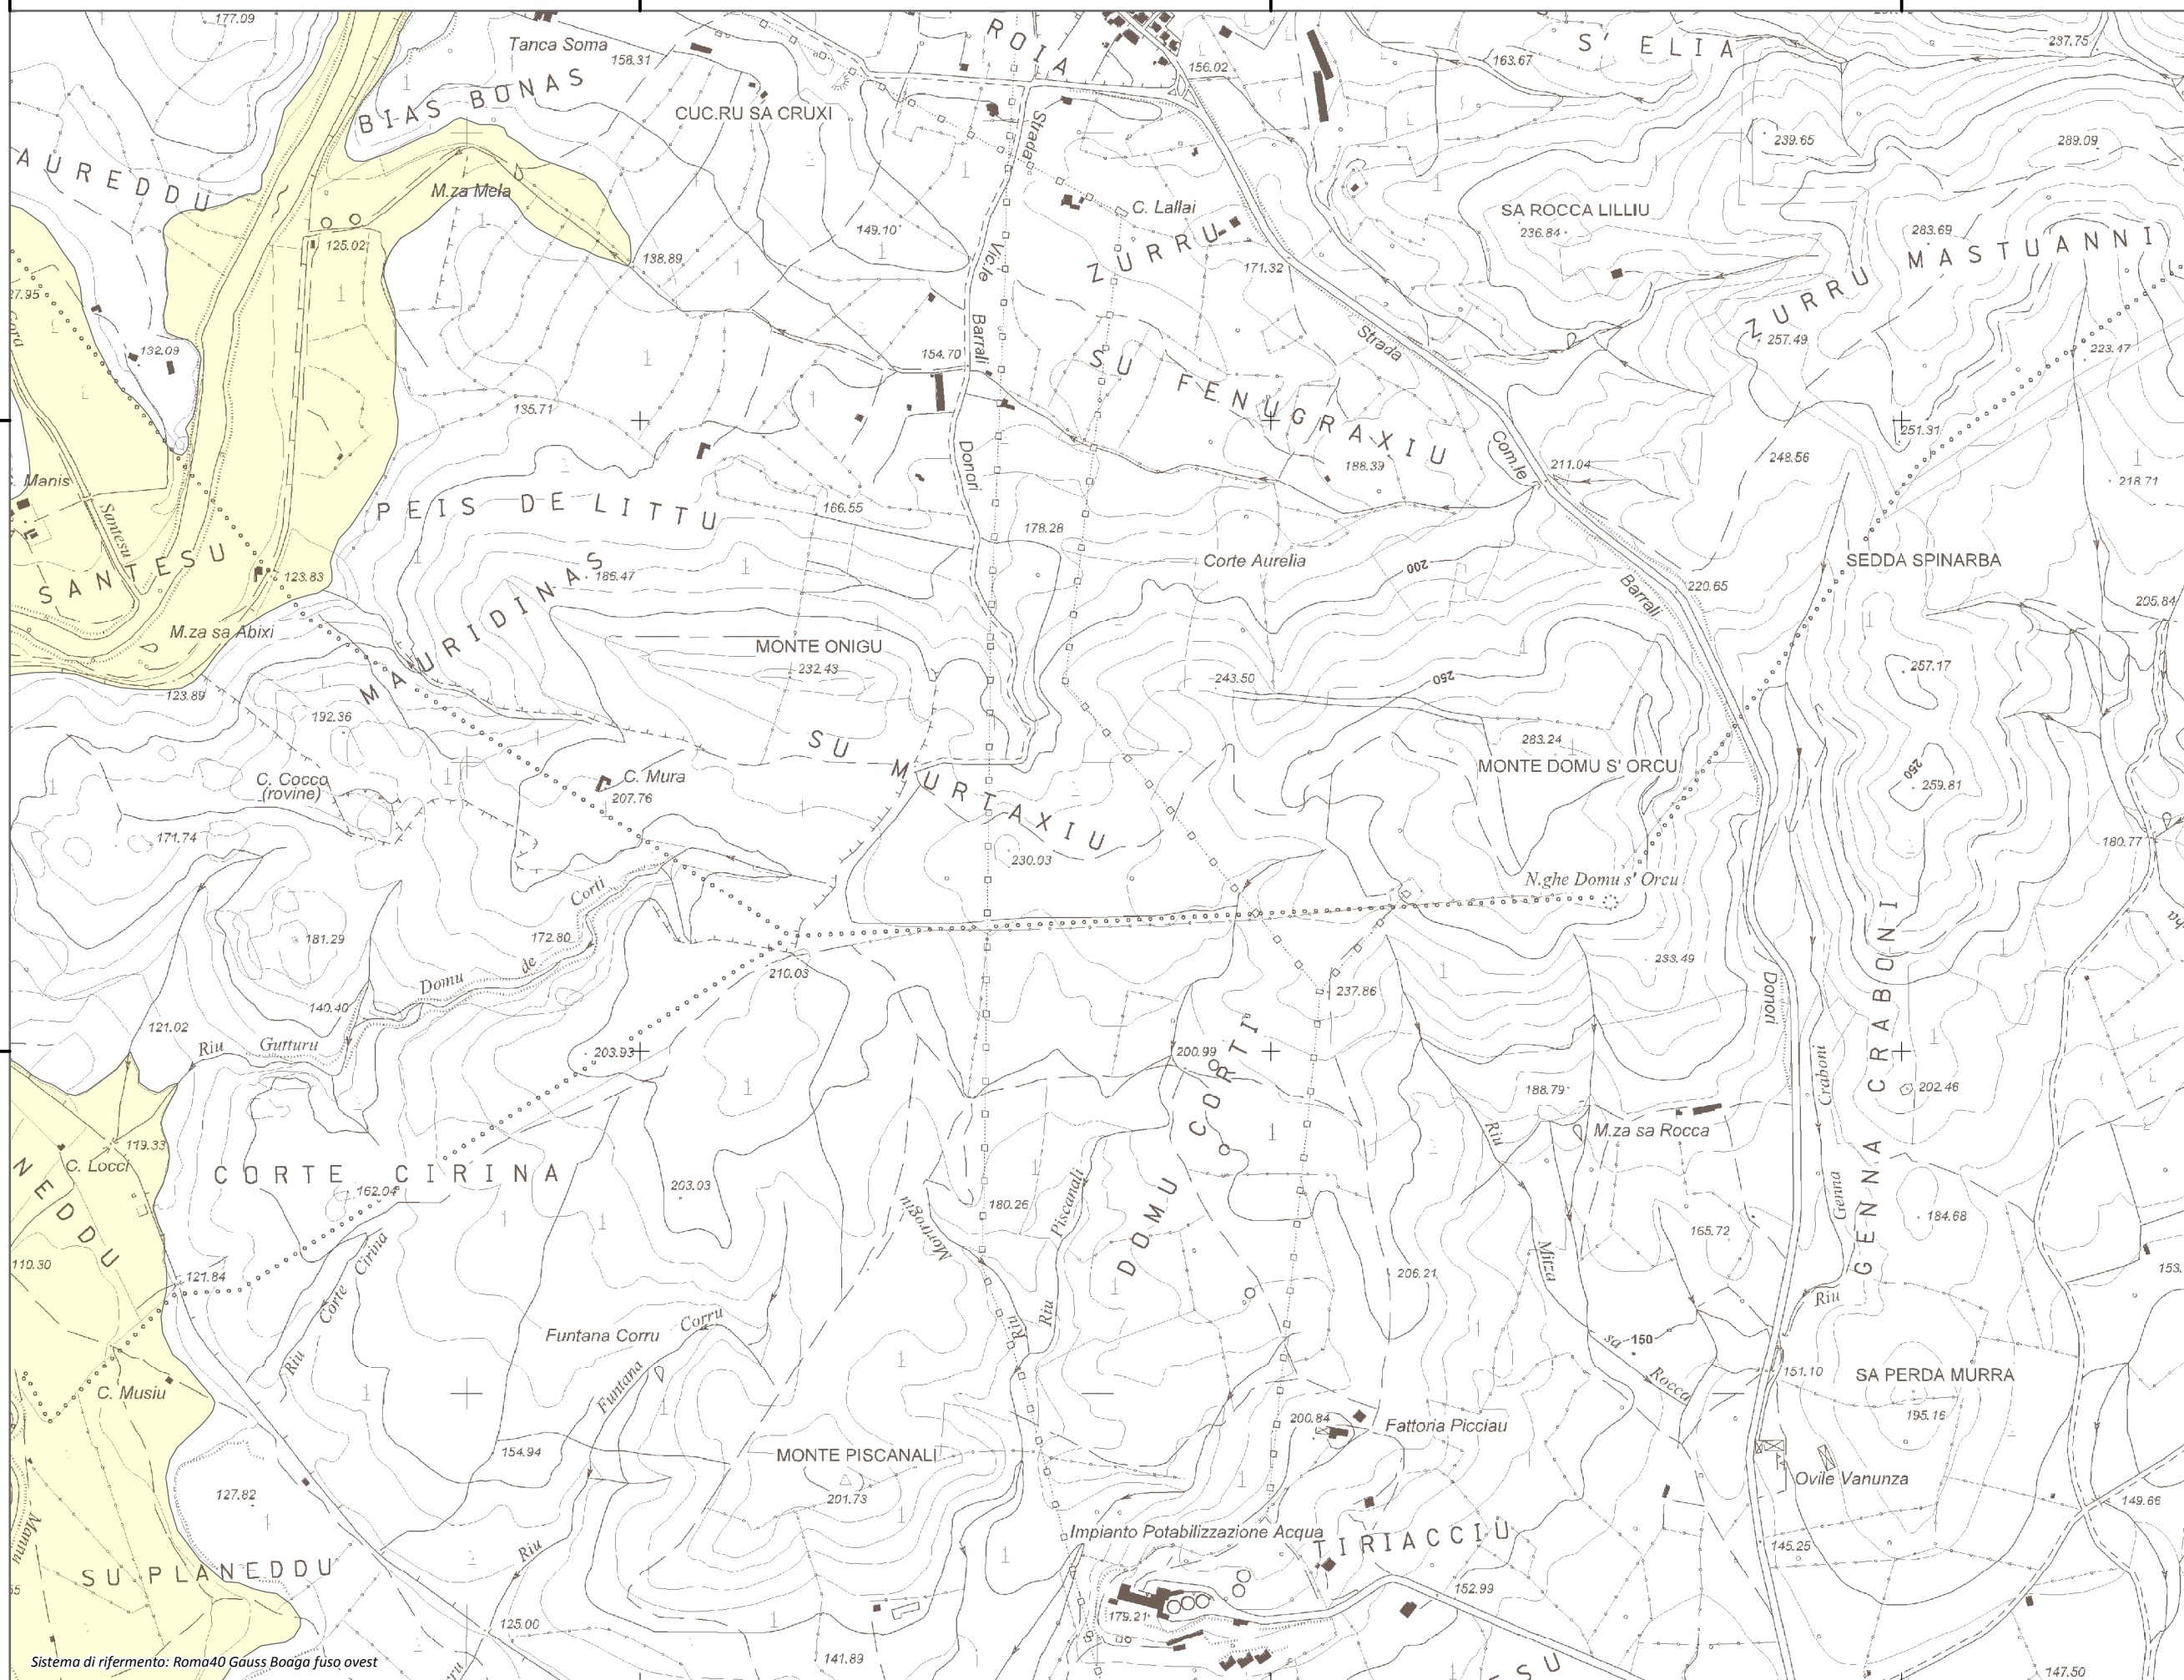 177.09
Tanca Soma
158.31
ROIA
S' ELIA
237.75
163.67
156.02
BIAS BONAS
CUC.RU SA CRUXI
Strada
239.65
289.09
AUREDDU
M.za Mela
C. Lallai
SA ROCCA LILLIU
236.84
149.10
283.69
ZURRU MASTUANNI
125.02
138.89
Vic.le
ZURRU
171.32
132.09
Barrali
154.70
SU FENUGRAXIU
Strada
257.49
223.47
135.71
251.31
Manis
Donori
188.39
Com.le
211.04
248.56
218.71
PEIS DE LITTU
166.55
178.28
Santesu
SANTESU
123.83
186.47
Corte Aurelia
200
SEDDA SPINARBA
220.65
Barrali
205.84
M.za sa Abixi
MAURIDINAS
MONTE ONIGU
232.43
243.50
250
257.17
123.89
192.36
SU MURTAXIU
283.24
MONTE DOMU S' ORCU
C. Cocco
(rovine)
C. Mura
207.76
250
259.81
171.74
230.03
180.77
Corti
N.ghe Domu s' Orcu
181.29
172.80
de
Domu
210.03
237.86
233.49
Donori
140.40
121.02
Riu Gutturu
203.93
200.99
188.79
Craboni
202.46
GENNA CRABONI
119.33
C. Locci
NEDDU
CORTE CIRINA
162.04
203.03
180.26
Piscanali
DOMU CORTI
Riu
M.za sa Rocca
165.72
Genna
184.68
Riu
110.30
121.84
Cirina
Corte
Riu
Funtana Corru
Corru
Funtana
Riu
Riu
206.21
Mitza
sa
150
Rocca
153.
C. Musiu
151.10
SA PERDA MURRA
195.16
154.94
MONTE PISCANALI
201.73
200.84
Fattoria Picciau
Ovile Vanunza
127.82
149.66
Mannu
Riu
Impianto Potabilizzazione Acqua
TIRIACCIU
145.25
SU PLANEDDU
179.21
152.99
125.00
141.89
147.50
Sistema di rifermento: Roma40 Gauss Boaga fuso ovest